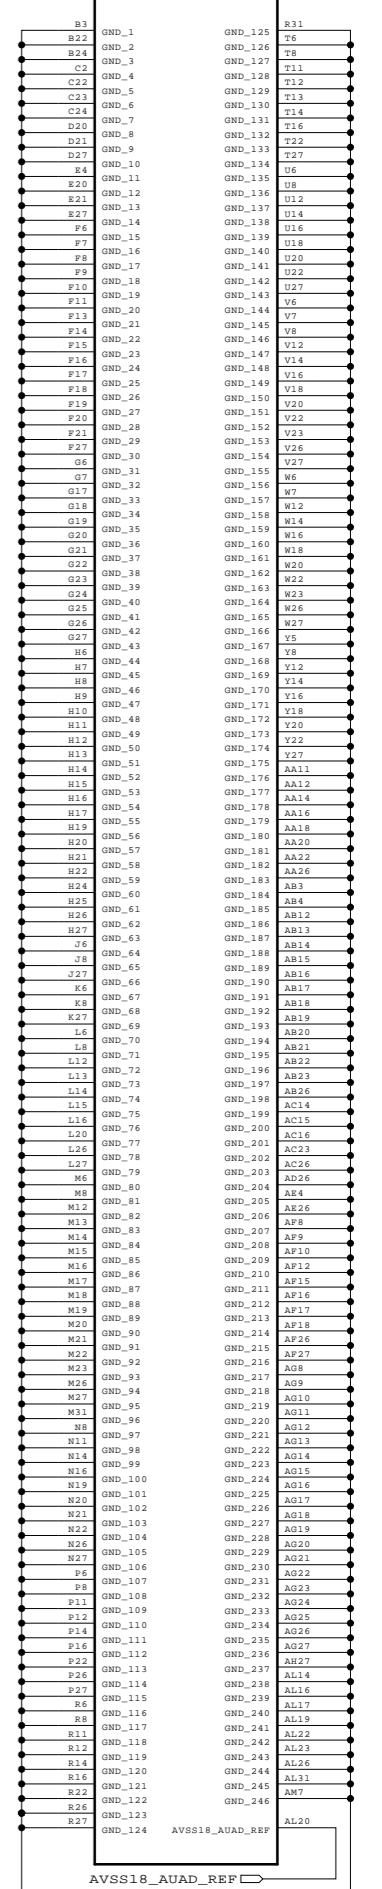 B3 GND_1 GND_125 R31
B22 GND_2 GND_126 T6
B24 GND_3 GND_127 T8
C2 GND_4 GND_128 T11
C22 GND_5 GND_129 T12
C23 GND_6 GND_130 T13
C24 GND_7 GND_131 T14
D20 GND_8 GND_132 T16
D21 GND_9 GND_133 T22
D27 GND_10 GND_134 T27
E4 GND_11 GND_135 U6
E20 GND_12 GND_136 U8
E21 GND_13 GND_137 U12
E27 GND_14 GND_138 U14
F6 GND_15 GND_139 U16
F7 GND_16 GND_140 U18
F8 GND_17 GND_141 U20
F9 GND_18 GND_142 U22
F10 GND_19 GND_143 U27
F11 GND_20 GND_144 V6
F13 GND_21 GND_145 V7
F14 GND_22 GND_146 V8
F15 GND_23 GND_147 V12
F16 GND_24 GND_148 V14
F17 GND_25 GND_149 V16
F18 GND_26 GND_150 V18
F19 GND_27 GND_151 V20
F20 GND_28 GND_152 V22
F21 GND_29 GND_153 V23
F27 GND_30 GND_154 V26
G6 GND_31 GND_155 V27
G7 GND_32 GND_156 W6
G17 GND_33 GND_157 W7
G18 GND_34 GND_158 W12
G19 GND_35 GND_159 W14
G20 GND_36 GND_160 W16
G21 GND_37 GND_161 W18
G22 GND_38 GND_162 W20
G23 GND_39 GND_163 W22
G24 GND_40 GND_164 W23
G25 GND_41 GND_165 W26
G26 GND_42 GND_166 W27
G27 GND_43 GND_167 Y5
H6 GND_44 GND_168 Y8
H7 GND_45 GND_169 Y12
H8 GND_46 GND_170 Y14
H9 GND_47 GND_171 Y16
H10 GND_48 GND_172 Y18
H11 GND_49 GND_173 Y20
H12 GND_50 GND_174 Y22
H13 GND_51 GND_175 Y27
H14 GND_52 GND_176 AA11
H15 GND_53 GND_177 AA12
H16 GND_54 GND_178 AA14
H17 GND_55 GND_179 AA16
H19 GND_56 GND_180 AA18
H20 GND_57 GND_181 AA20
H21 GND_58 GND_182 AA22
H22 GND_59 GND_183 AA26
H24 GND_60 GND_184 AB3
H25 GND_61 GND_185 AB4
H26 GND_62 GND_186 AB12
H27 GND_63 GND_187 AB13
J6 GND_64 GND_188 AB14
J8 GND_65 GND_189 AB15
J27 GND_66 GND_190 AB16
K6 GND_67 GND_191 AB17
K8 GND_68 GND_192 AB18
K27 GND_69 GND_193 AB19
L6 GND_70 GND_194 AB20
L8 GND_71 GND_195 AB21
L12 GND_72 GND_196 AB22
L13 GND_73 GND_197 AB23
L14 GND_74 GND_198 AB26
L15 GND_75 GND_199 AC14
L16 GND_76 GND_200 AC15
L20 GND_77 GND_201 AC16
L26 GND_78 GND_202 AC23
L27 GND_79 GND_203 AC26
M6 GND_80 GND_204 AD26
M8 GND_81 GND_205 AE4
M12 GND_82 GND_206 AE26
M13 GND_83 GND_207 AF8
M14 GND_84 GND_208 AF9
M15 GND_85 GND_209 AF10
M16 GND_86 GND_210 AF12
M17 GND_87 GND_211 AF15
M18 GND_88 GND_212 AF16
M19 GND_89 GND_213 AF17
M20 GND_90 GND_214 AF18
M21 GND_91 GND_215 AF26
M22 GND_92 GND_216 AF27
M23 GND_93 GND_217 AG8
M26 GND_94 GND_218 AG9
M27 GND_95 GND_219 AG10
M31 GND_96 GND_220 AG11
N8 GND_97 GND_221 AG12
N11 GND_98 GND_222 AG13
N14 GND_99 GND_223 AG14
N16 GND_100 GND_224 AG15
N19 GND_101 GND_225 AG16
N20 GND_102 GND_226 AG17
N21 GND_103 GND_227 AG18
N22 GND_104 GND_228 AG19
N26 GND_105 GND_229 AG20
N27 GND_106 GND_230 AG21
P6 GND_107 GND_231 AG22
P8 GND_108 GND_232 AG23
P11 GND_109 GND_233 AG24
P12 GND_110 GND_234 AG25
P14 GND_111 GND_235 AG26
P16 GND_112 GND_236 AG27
P22 GND_113 GND_237 AH27
P26 GND_114 GND_238 AL14
P27 GND_115 GND_239 AL16
R6 GND_116 GND_240 AL17
R8 GND_117 GND_241 AL19
R11 GND_118 GND_242 AL22
R12 GND_119 GND_243 AL23
R14 GND_120 GND_244 AL26
R16 GND_121 GND_245 AL31
R22 GND_122 GND_246 AM7
R26 GND_123
R27 GND_124 AVSS18_AUAD_REF AL20
AVSS18_AUAD_REF